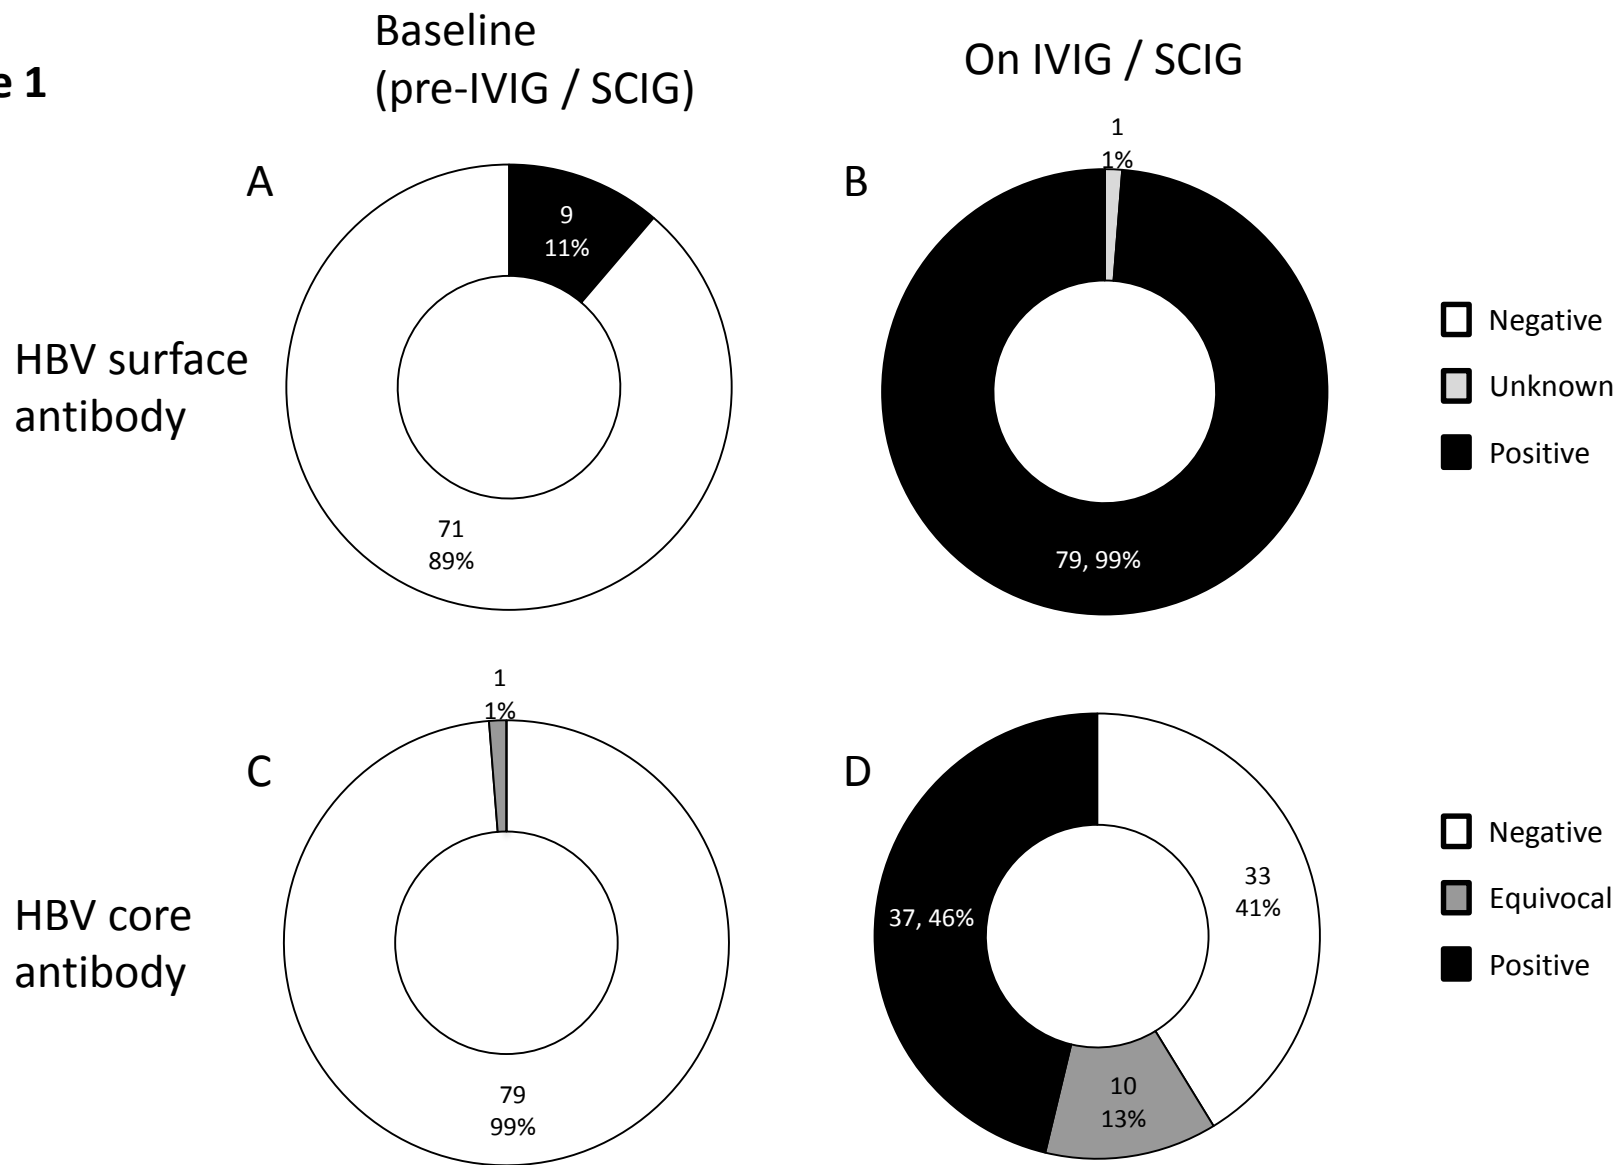 e 1
Baseline
(pre-IVIG / SCIG)
On IVIG / SCIG
HBV surface
antibody
A
9
11%
71
89%
B
1
1%
79, 99%
Negative
Unknown
Positive
HBV core
antibody
C
1
1%
79
99%
D
33
41%
37, 46%
10
13%
Negative
Equivocal
Positive